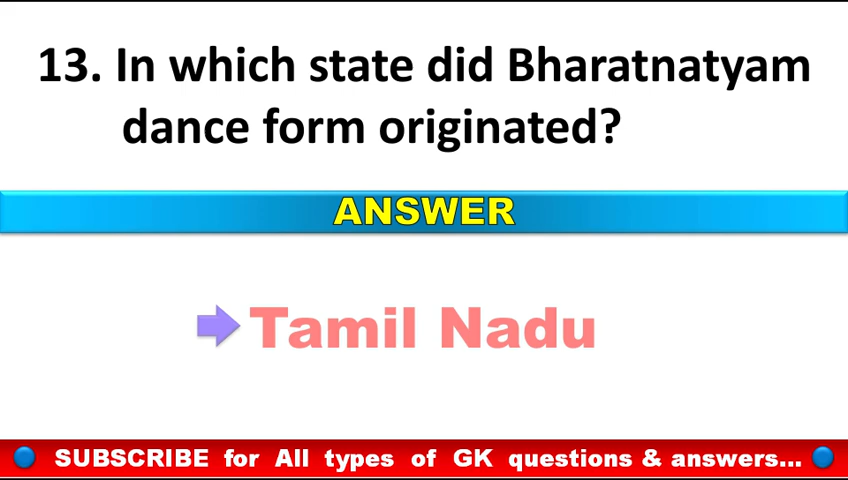 13. In which state did Bharatnatyam
dance form originated?
ANSWER
Tamil Nadu
SUBSCRIBE for All types of GK questions & answers...